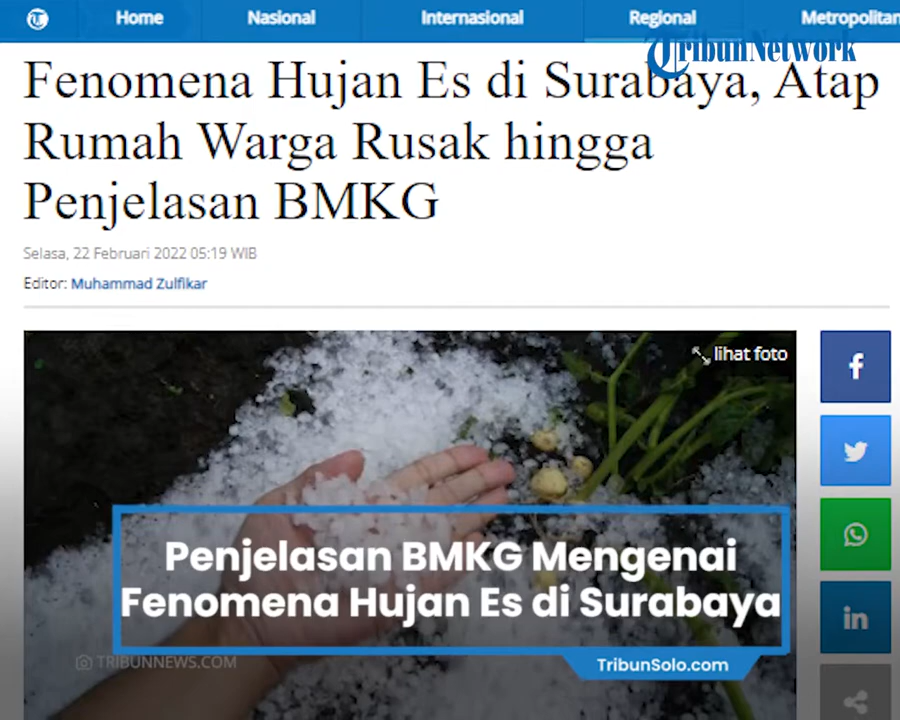 Home Nasional Internasional Regional Metropolitan
TribunNetwork
Fenomena Hujan Es di Surabaya, Atap
Rumah Warga Rusak hingga
Penjelasan BMKG
Selasa, 22 Februari 2022 05:19 WIB
Editor: Muhammad Zulfikar
lihat foto
Penjelasan BMKG Mengenai
Fenomena Hujan Es di Surabaya
TRIBUNNEWS.COM
TribunSolo.com